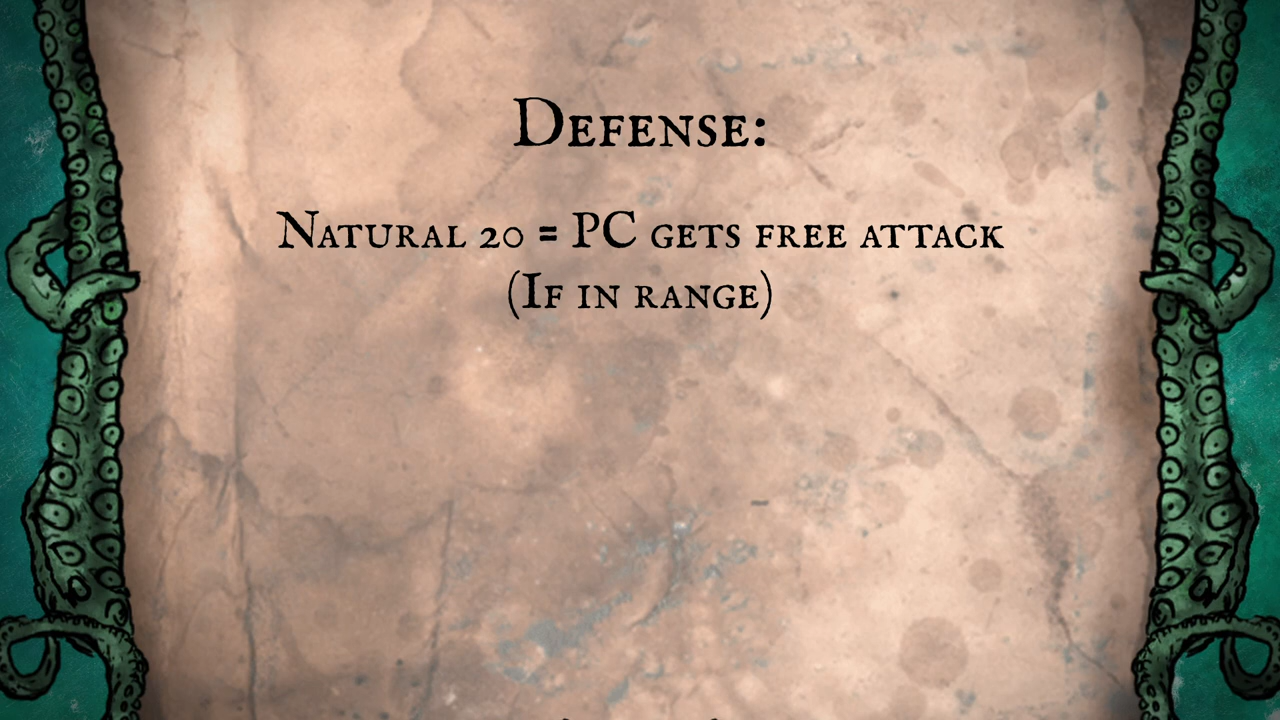 Defense:
Natural 20 = PC gets free attack
(If in range)